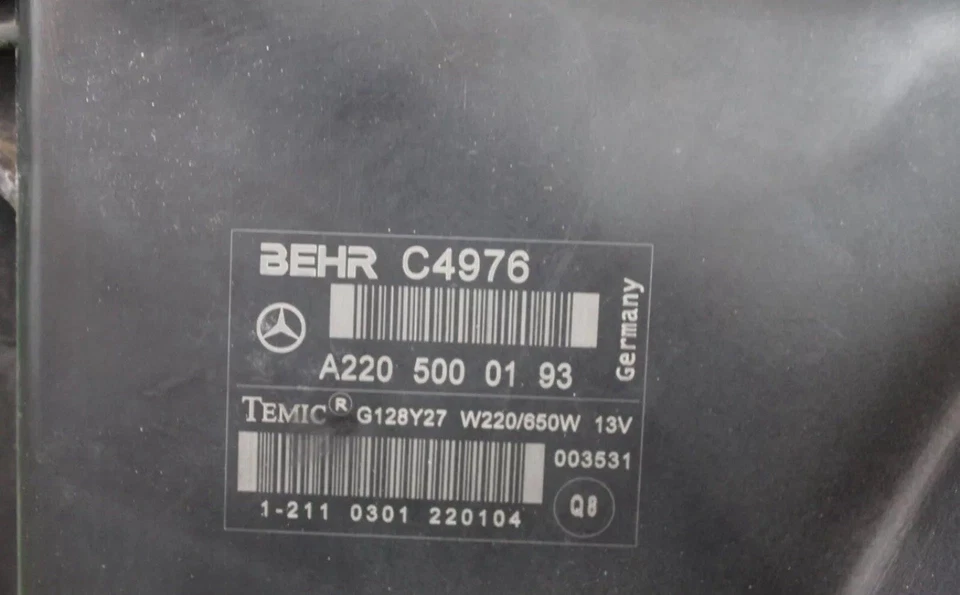 BEHR C4976
A220 500 01 93
Germany
TEMIC® G128Y27 W220/650W 13V
003531
1-211 0301 220104
Q8